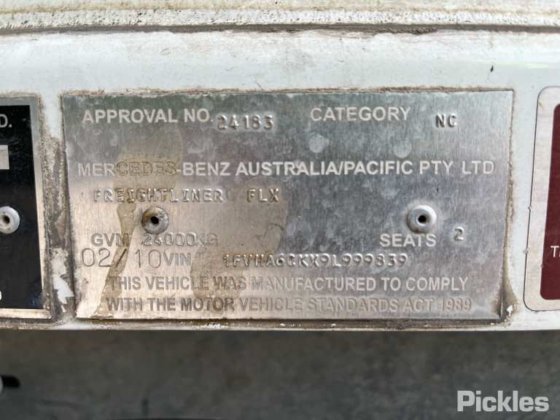 APPROVAL NO. 24183 CATEGORY NC
MERCEDES-BENZ AUSTRALIA/PACIFIC PTY LTD
FREIGHTLINER FLX
GVM 24000KG SEATS 2
02/10 VIN
THIS VEHICLE WAS MANUFACTURED TO COMPLY
WITH THE MOTOR VEHICLE STANDARDS ACT 1989
D.
T
Pickles